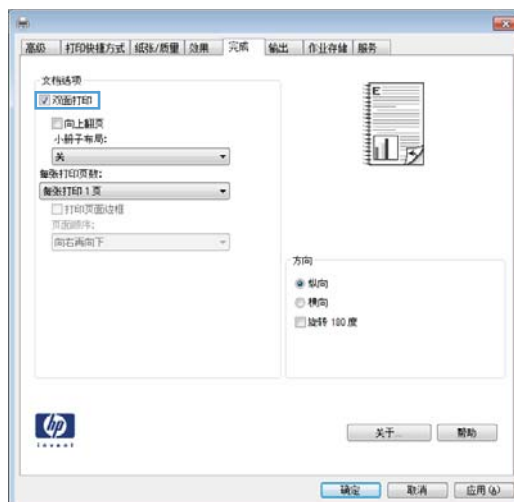 高级 打印快捷方式 纸张/质量 效果 完成 输出 作业存储 服务
文档选项
双面打印
向上翻页
小册子布局:
关
每张打印页数:
每张打印 1 页
打印页面边框
页面顺序:
向右再向下
E
方向
纵向
横向
旋转 180 度
hp
invent
关于... 帮助
确定 取消 应用 (A)